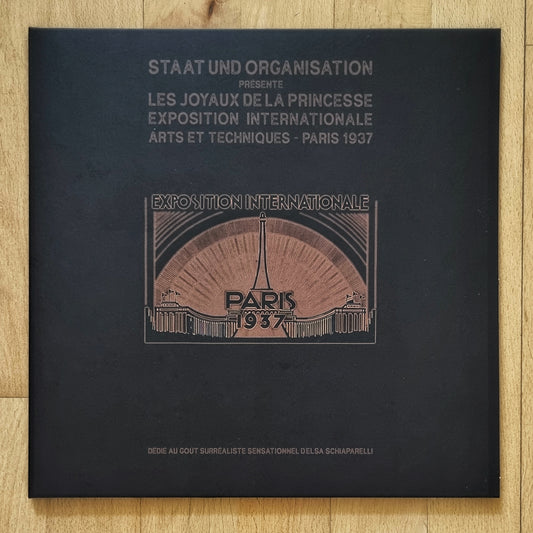 STAAT UND ORGANISATION
PRÉSENTE
LES JOYAUX DE LA PRINCESSE
EXPOSITION INTERNATIONALE
ARTS ET TECHNIQUES - PARIS 1937
EXPOSITION INTERNATIONALE
PARIS
1937
DÉDIÉ AU GOUT SURRÉALISTE SENSATIONNEL D'ELSA SCHIAPARELLI